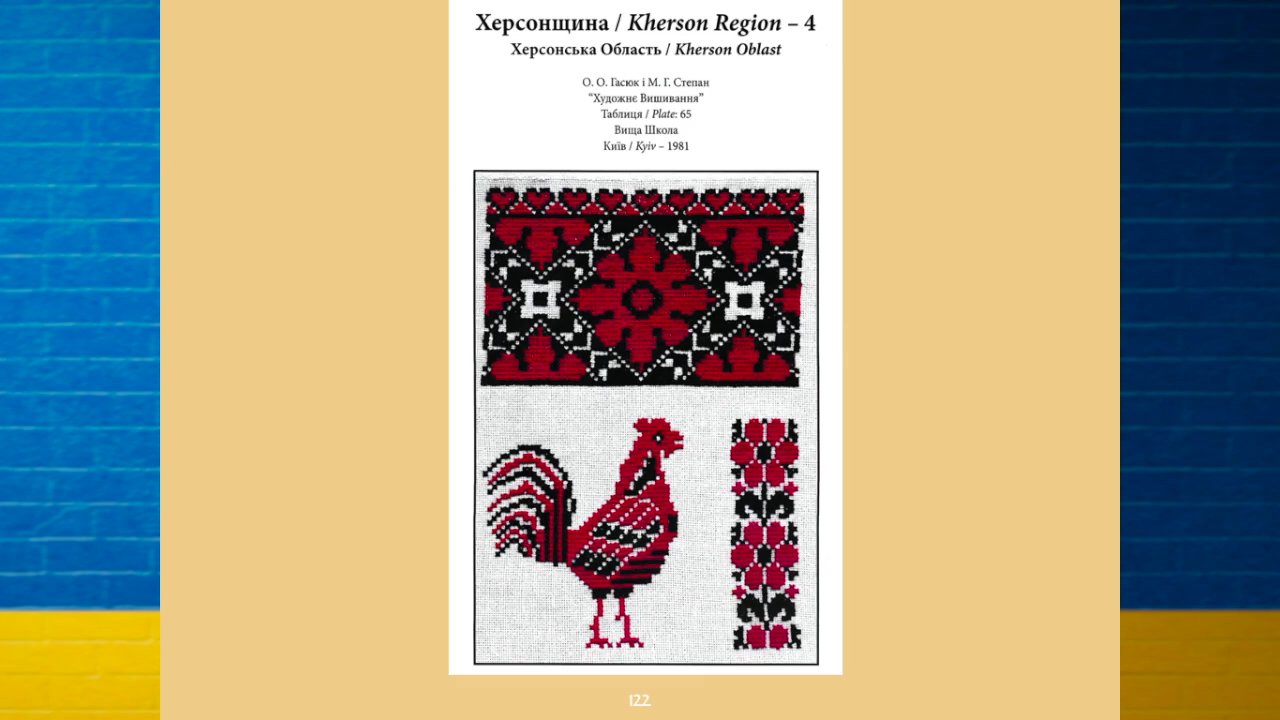 Херсонщина / Kherson Region – 4
Херсонська Область / Kherson Oblast
О. О. Гасюк і М. Г. Степан
“Художнє Вишивання”
Таблиця / Plate: 65
Вища Школа
Київ / Kyiv – 1981
122